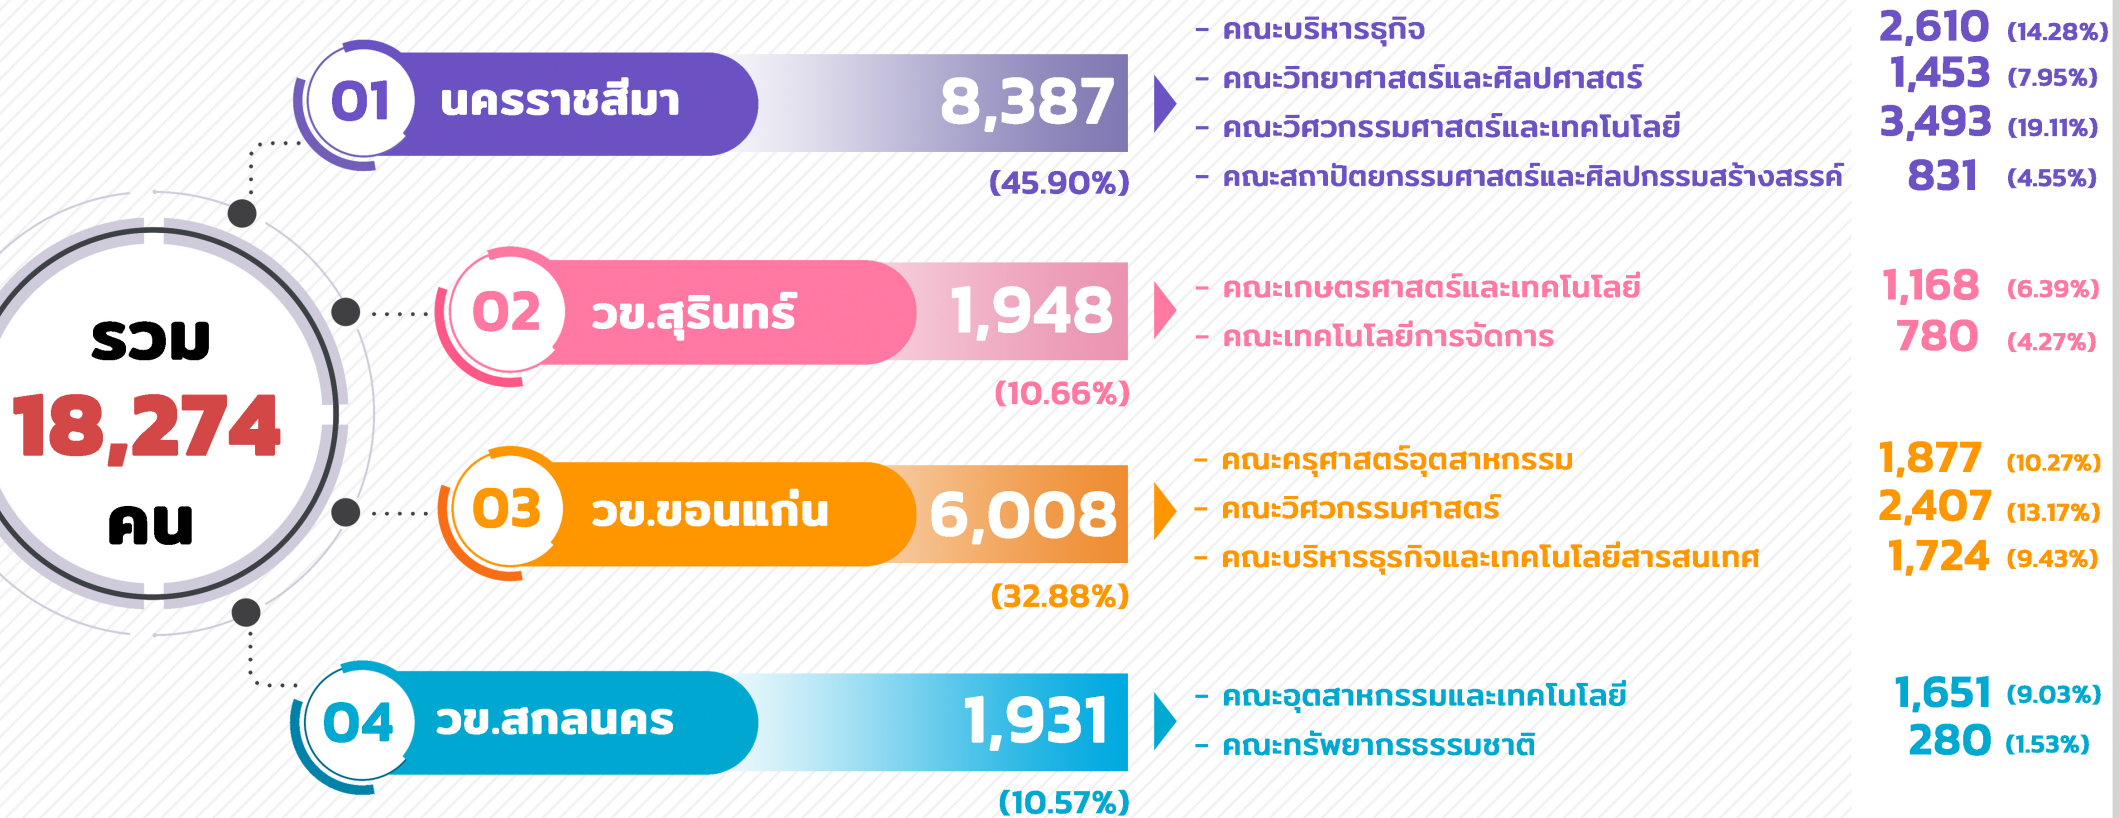 รวม
18,274
คน
01 นครราชสีมา 8,387
(45.90%)
- คณะบริหารธุกิจ 2,610 (14.28%)
- คณะวิทยาศาสตร์และศิลปศาสตร์ 1,453 (7.95%)
- คณะวิศวกรรมศาสตร์และเทคโนโลยี 3,493 (19.11%)
- คณะสถาปัตยกรรมศาสตร์และศิลปกรรมสร้างสรรค์ 831 (4.55%)
02 วข.สุรินทร์ 1,948
(10.66%)
- คณะเกษตรศาสตร์และเทคโนโลยี 1,168 (6.39%)
- คณะเทคโนโลยีการจัดการ 780 (4.27%)
03 วข.ขอนแก่น 6,008
(32.88%)
- คณะครุศาสตร์อุตสาหกรรม 1,877 (10.27%)
- คณะวิศวกรรมศาสตร์ 2,407 (13.17%)
- คณะบริหารธุรกิจและเทคโนโลยีสารสนเทศ 1,724 (9.43%)
04 วข.สกลนคร 1,931
(10.57%)
- คณะอุตสาหกรรมและเทคโนโลยี 1,651 (9.03%)
- คณะทรัพยากรธรรมชาติ 280 (1.53%)